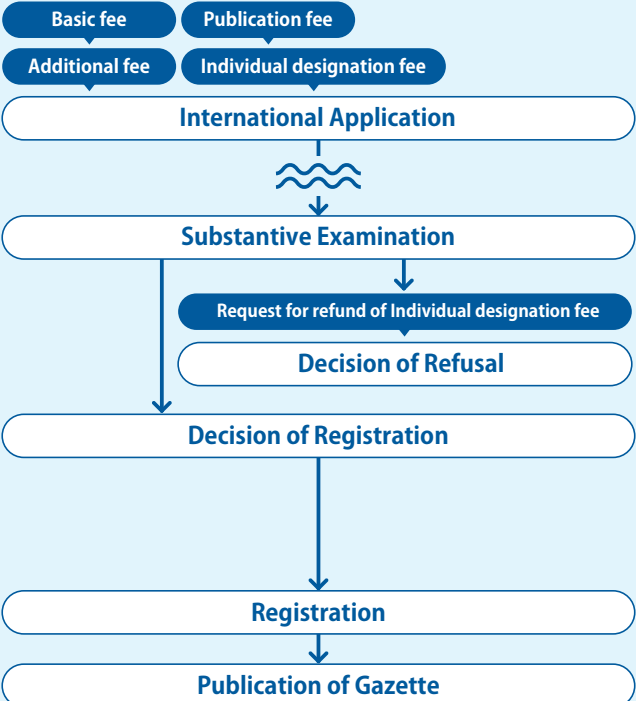 Basic fee
Publication fee
Additional fee
Individual designation fee
International Application
Substantive Examination
Request for refund of Individual designation fee
Decision of Refusal
Decision of Registration
Registration
Publication of Gazette